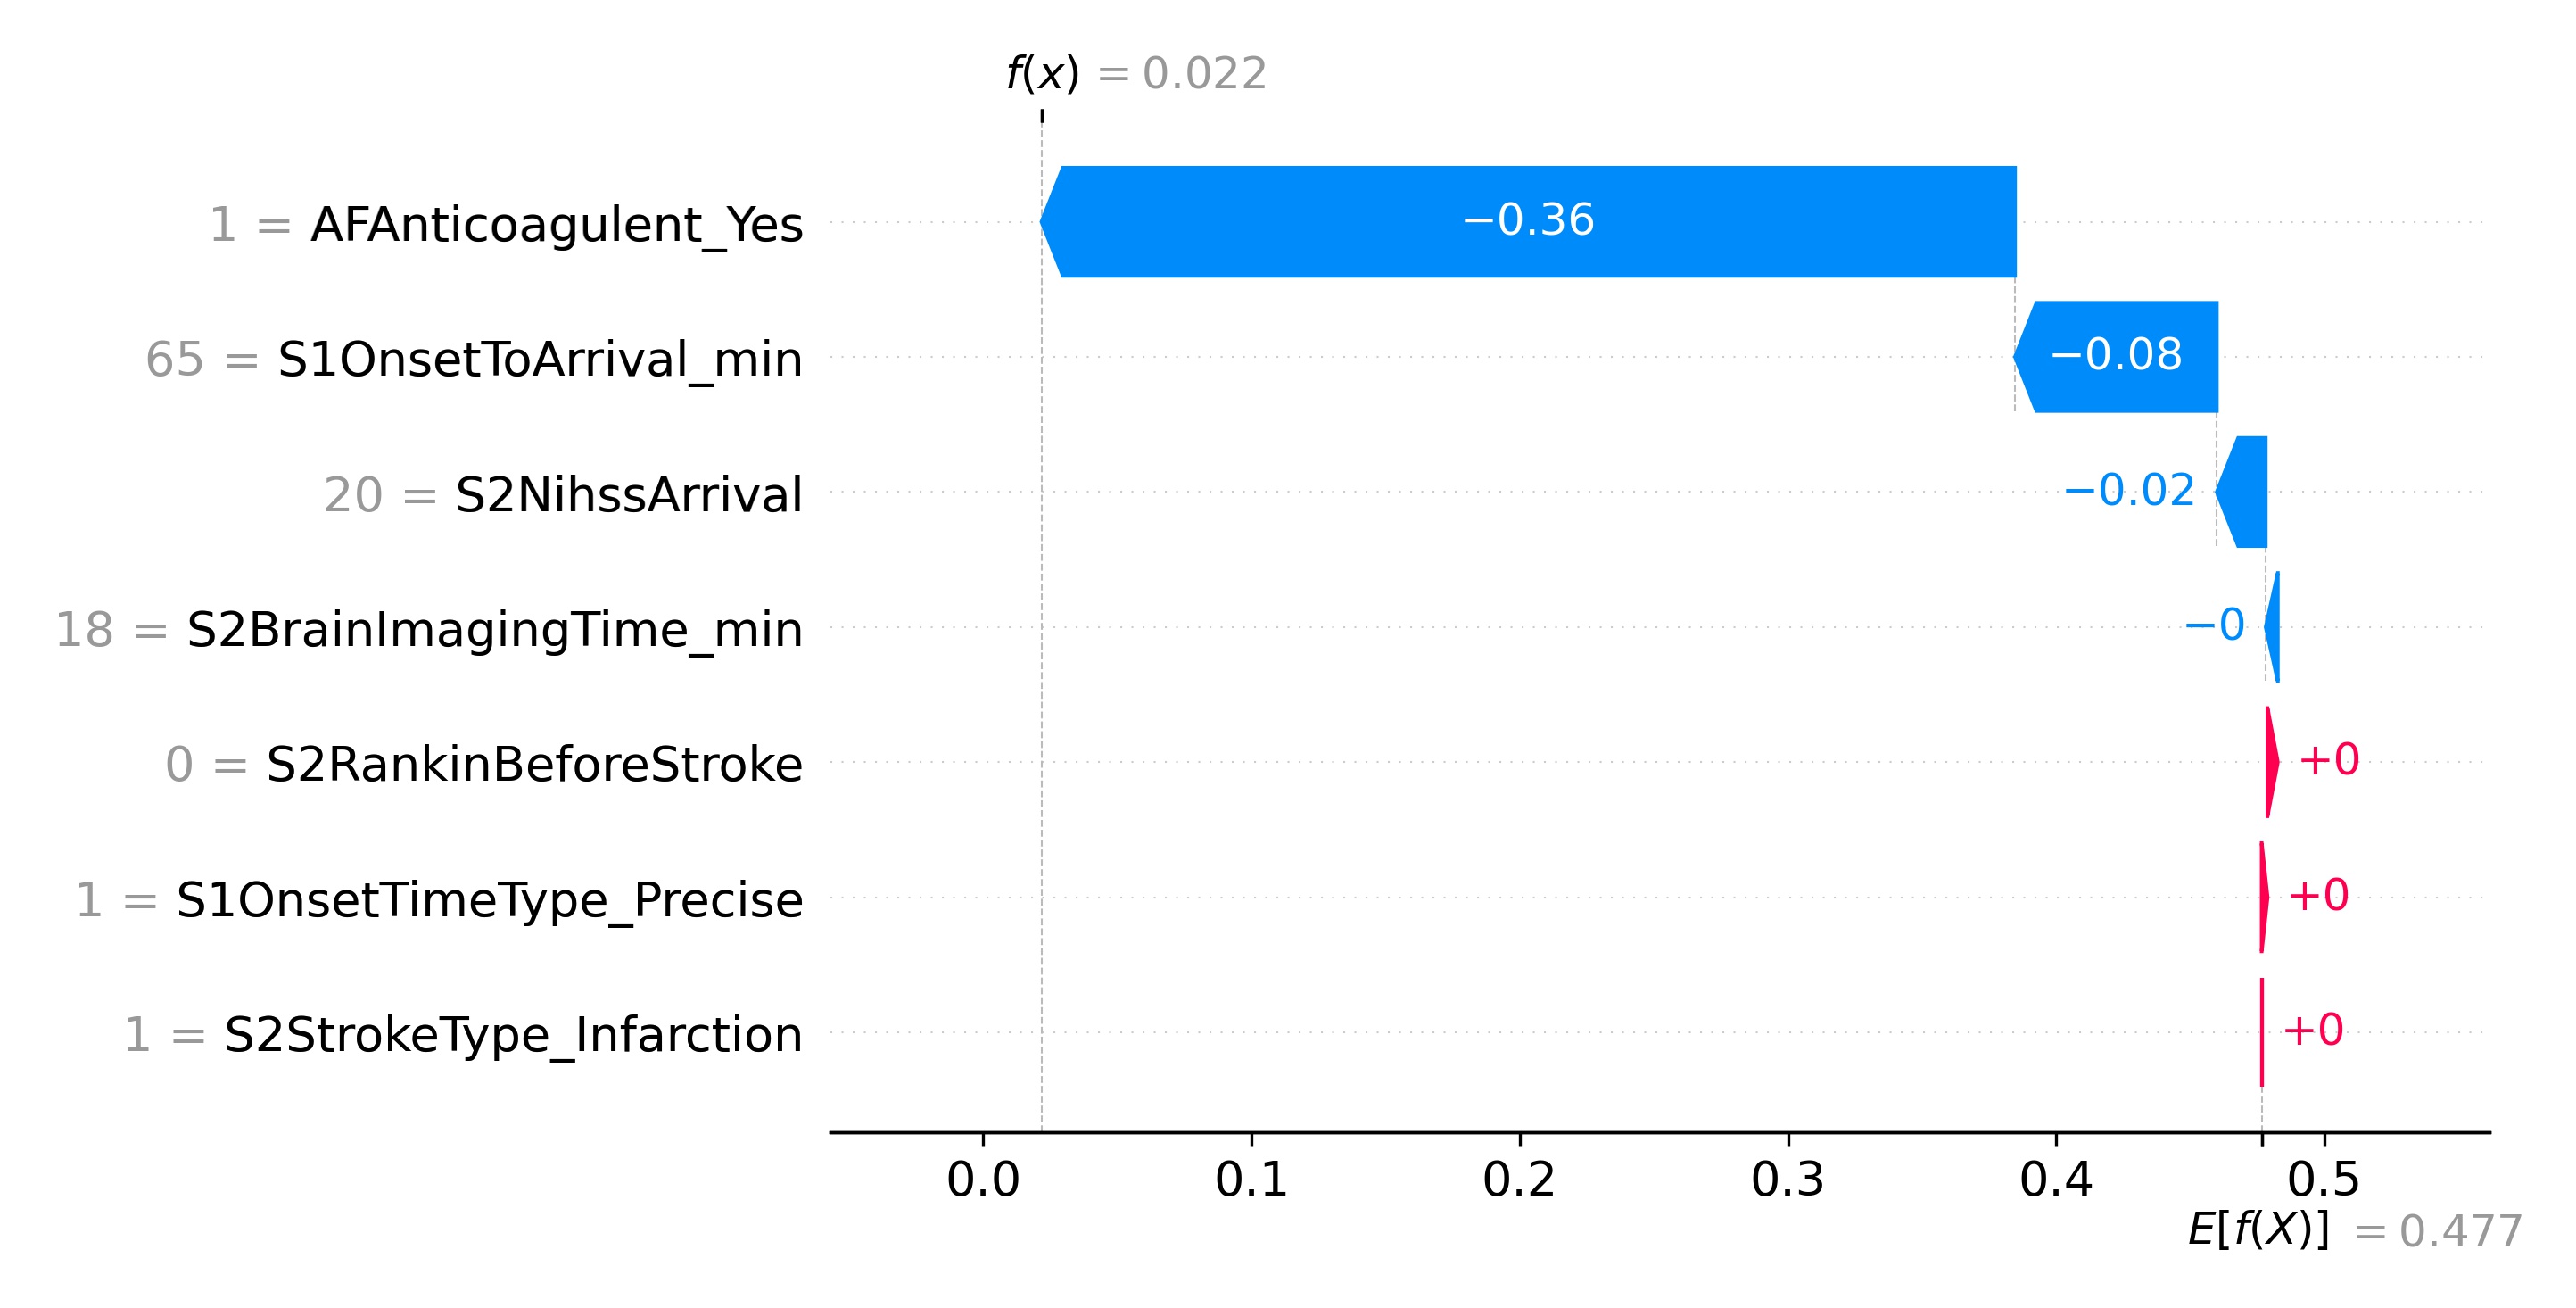 f(x) = 0.022
1 = AFAnticoagulent_Yes −0.36
65 = S1OnsetToArrival_min −0.08
20 = S2NihssArrival −0.02
18 = S2BrainImagingTime_min −0
0 = S2RankinBeforeStroke +0
1 = S1OnsetTimeType_Precise +0
1 = S2StrokeType_Infarction +0
0.0 0.1 0.2 0.3 0.4 0.5
E[f(X)] = 0.477